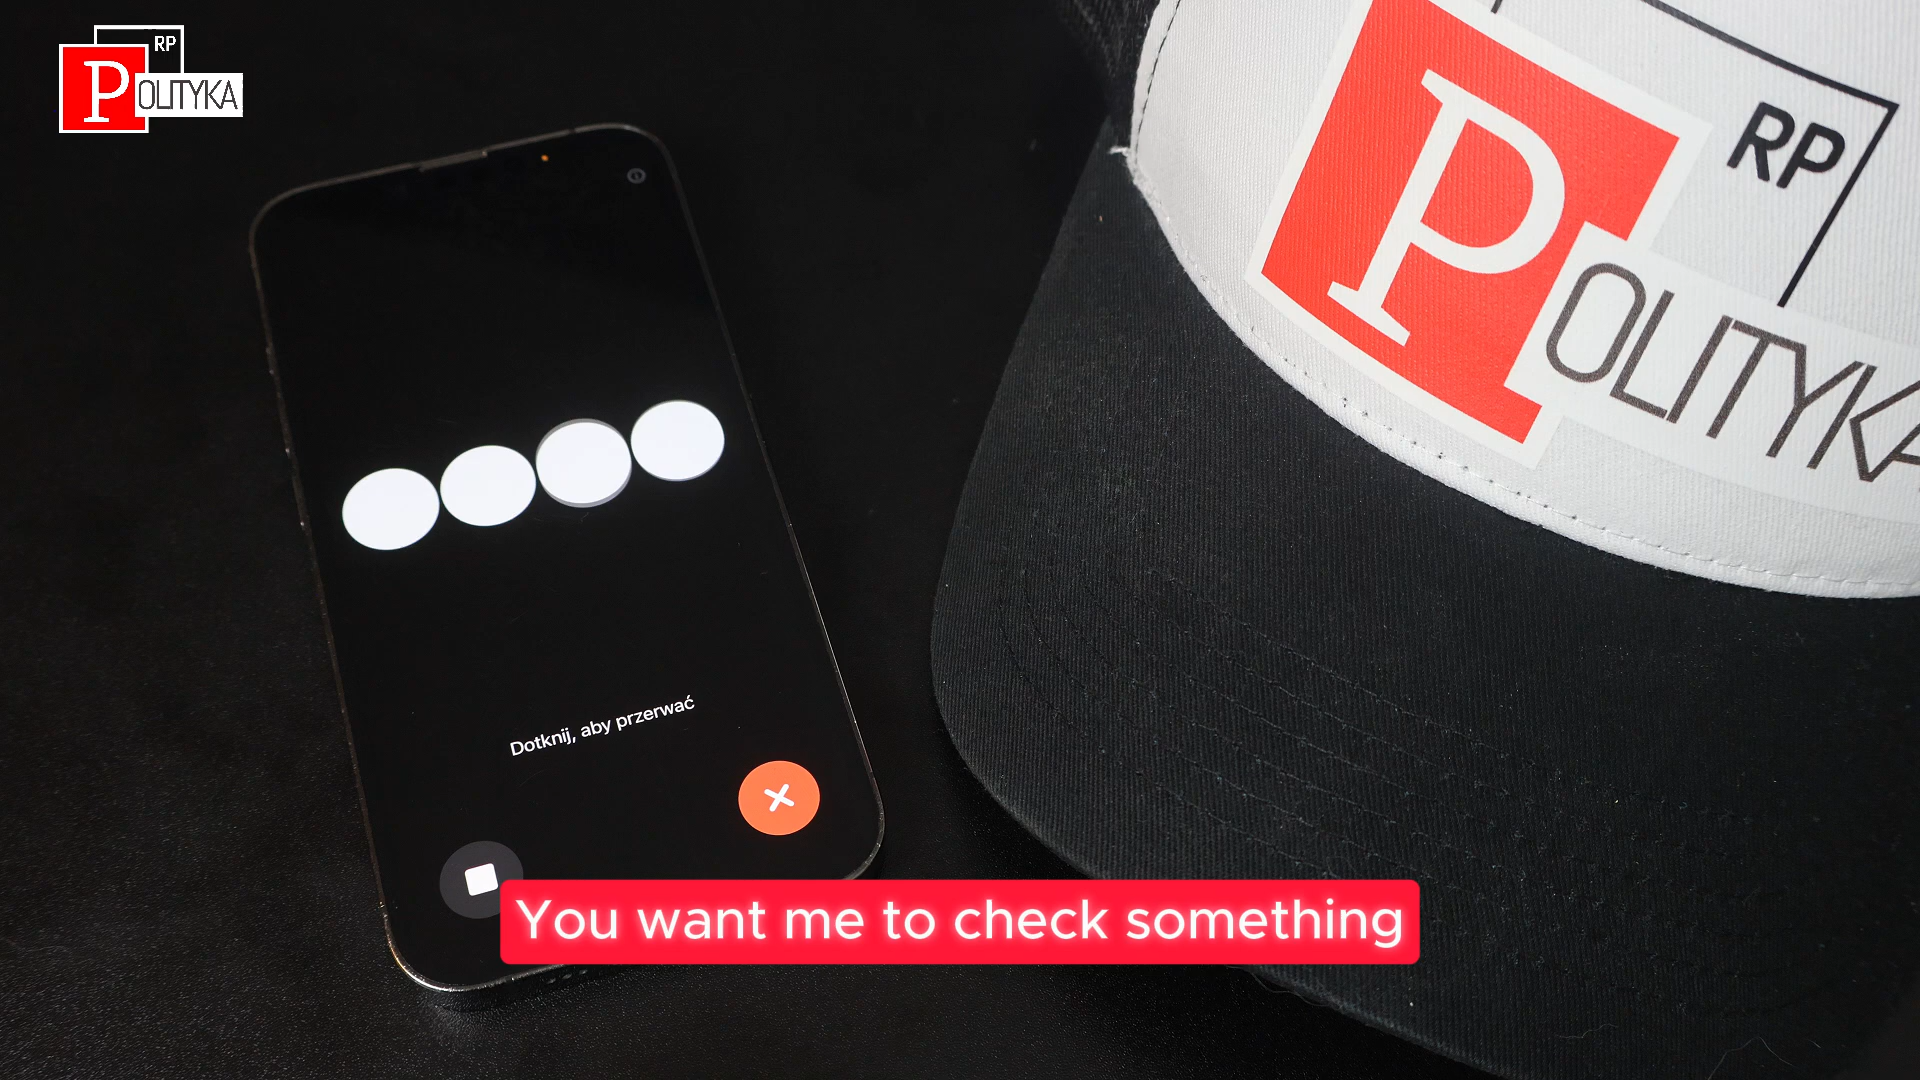 RP
POLITYKA
RP
POLITYKA
Dotknij, aby przerwać
You want me to check something